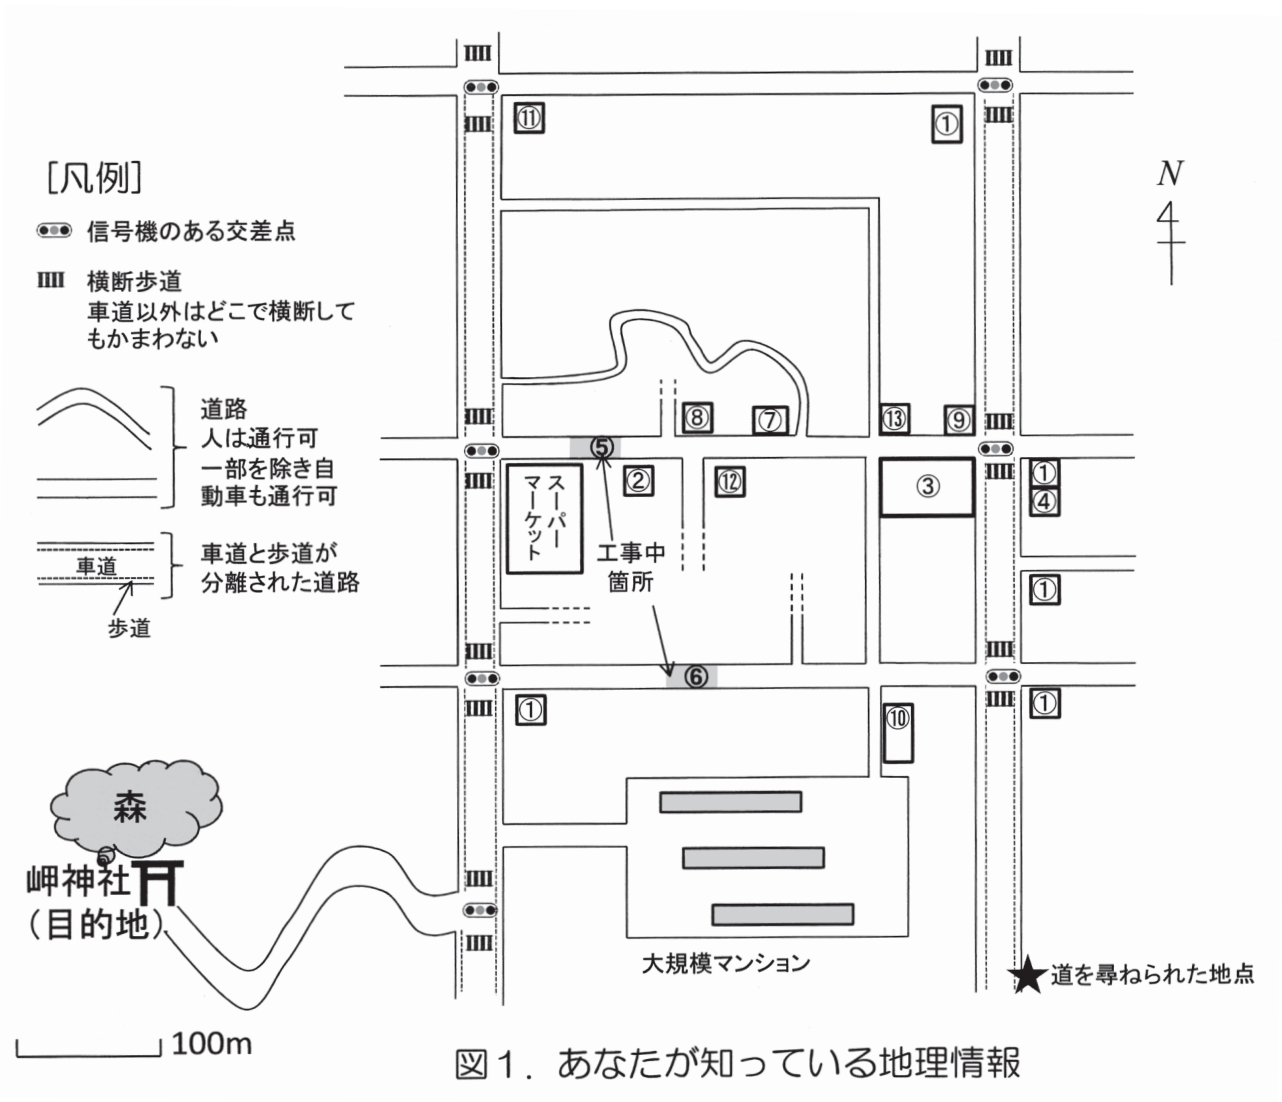 [凡例]
信号機のある交差点
横断歩道
車道以外はどこで横断して
もかまわない
道路
人は通行可
一部を除き自
動車も通行可
車道
車道と歩道が
分離された道路
歩道
N
⑪
①
⑧
⑦
⑬
⑨
⑤
スーパー
マーケット
②
⑫
③
①
④
工事中
箇所
①
⑥
①
⑩
①
森
岬神社
(目的地)
大規模マンション
道を尋ねられた地点
100m
図1．あなたが知っている地理情報